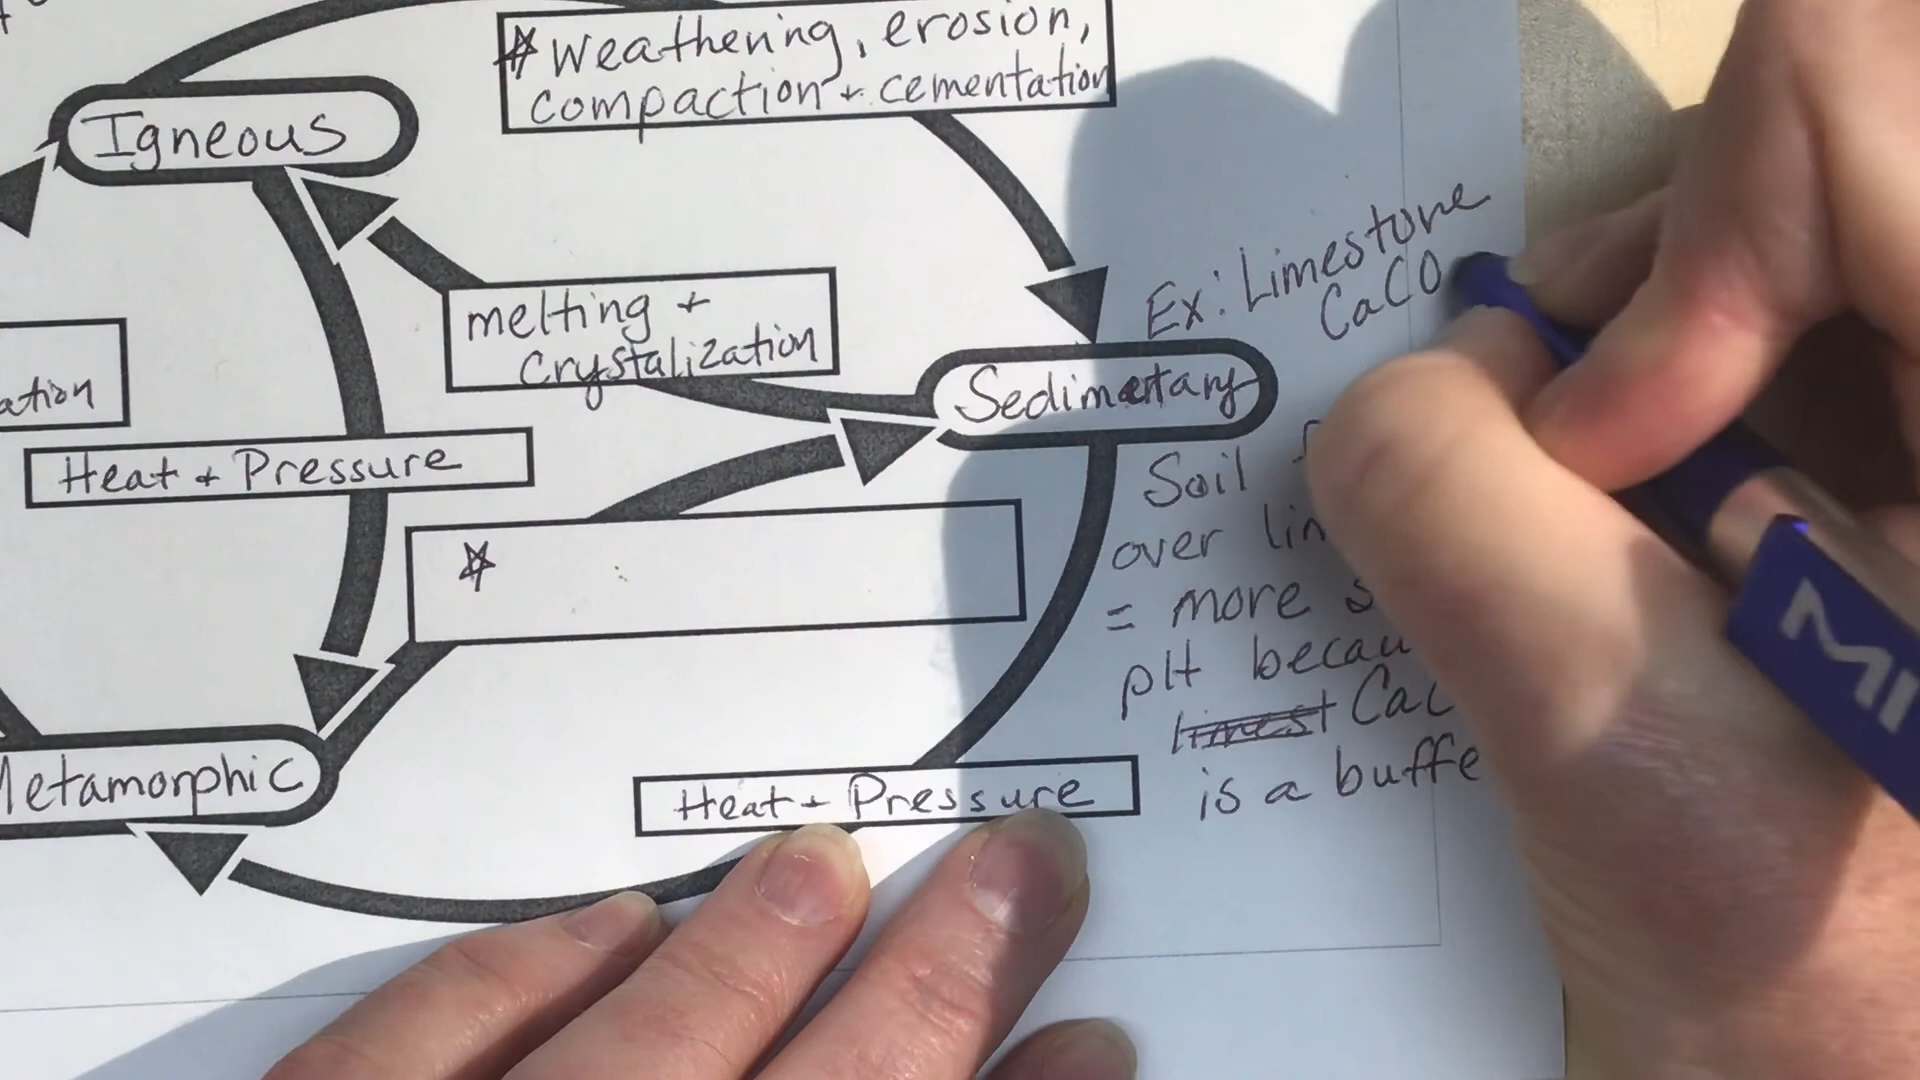 * weathering, erosion,
compaction + cementation
Igneous
Ex: Limestone
CaCO
melting +
crystalization
ation
Sedimentary
Heat + Pressure
Soil
over
*
= more
pH
is a
Metamorphic
Heat + Pressure
MI